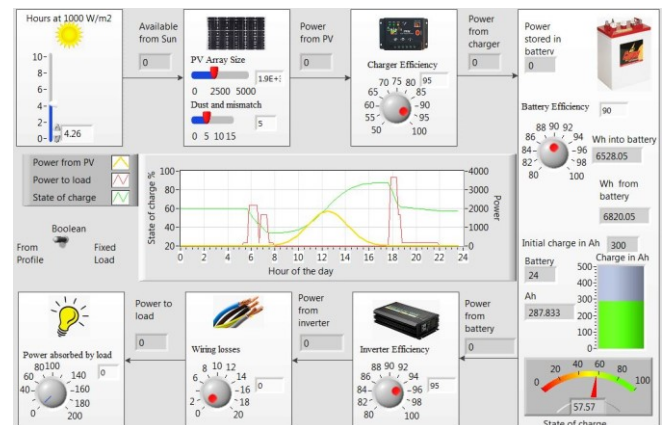 Hours at 1000 W/m2
10-
8-
6-
4-
2-
0-
4.26
Available
from Sun
0
PV Array Size
0 2500 5000
1.9E+
Dust and mismatch
0 5 10 15
5
Power
from PV
0
Charger Efficiency
50 55 60 65 70 75 80 85 90 95 100
95
Power
from
charger
0
Power
stored in
battery
0
Battery Efficiency
80 82 84 86 88 90 92 94 96 98 100
90
Wh into battery
6528.05
Wh from
battery
6820.05
Initial charge in Ah 300
Battery
24
Ah
287.833
Charge in Ah
500
400
300
200
100
0
0 20 40 60 80 100
57.57
State of charge
Power from PV
Power to load
State of charge
Boolean
From
Profile
Fixed
Load
State of charge %
100
80
60
40
20
0 2 4 6 8 10 12 14 16 18 20 22 24
Hour of the day
4000
3000
2000
1000
0
Power
Power absorbed by load
0 20 40 60 80 100 140 160 180 200
0
Power to
load
0
Wiring losses
0 2 4 6 8 10 12 14 16 18 20
0
Power
from
inverter
0
Inverter Efficiency
80 82 84 86 88 90 92 94 96 98 100
95
Power
from
battery
0